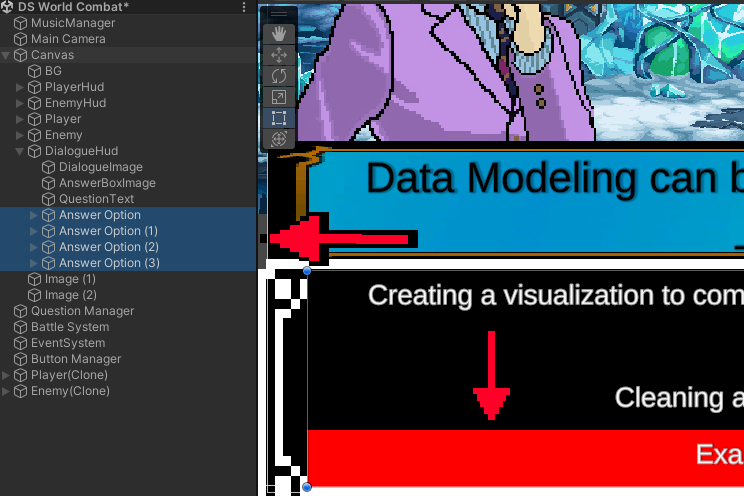 DS World Combat*
MusicManager
Main Camera
Canvas
BG
PlayerHud
EnemyHud
Player
Enemy
DialogueHud
DialogueImage
AnswerBoxImage
QuestionText
Answer Option
Answer Option (1)
Answer Option (2)
Answer Option (3)
Image (1)
Image (2)
Question Manager
Battle System
EventSystem
Button Manager
Player(Clone)
Enemy(Clone)
Data Modeling can b
Creating a visualization to com
Cleaning a
Exa